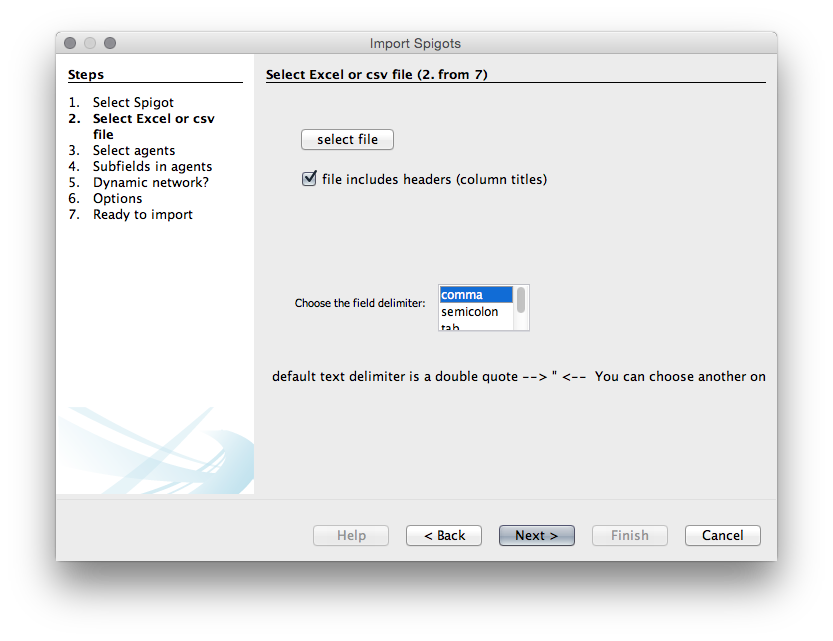 Import Spigots
Steps
1. Select Spigot
2. Select Excel or csv
file
3. Select agents
4. Subfields in agents
5. Dynamic network?
6. Options
7. Ready to import
Select Excel or csv file (2. from 7)
select file
file includes headers (column titles)
Choose the field delimiter:
comma
semicolon
tab
default text delimiter is a double quote --> " <-- You can choose another on
Help
< Back
Next >
Finish
Cancel